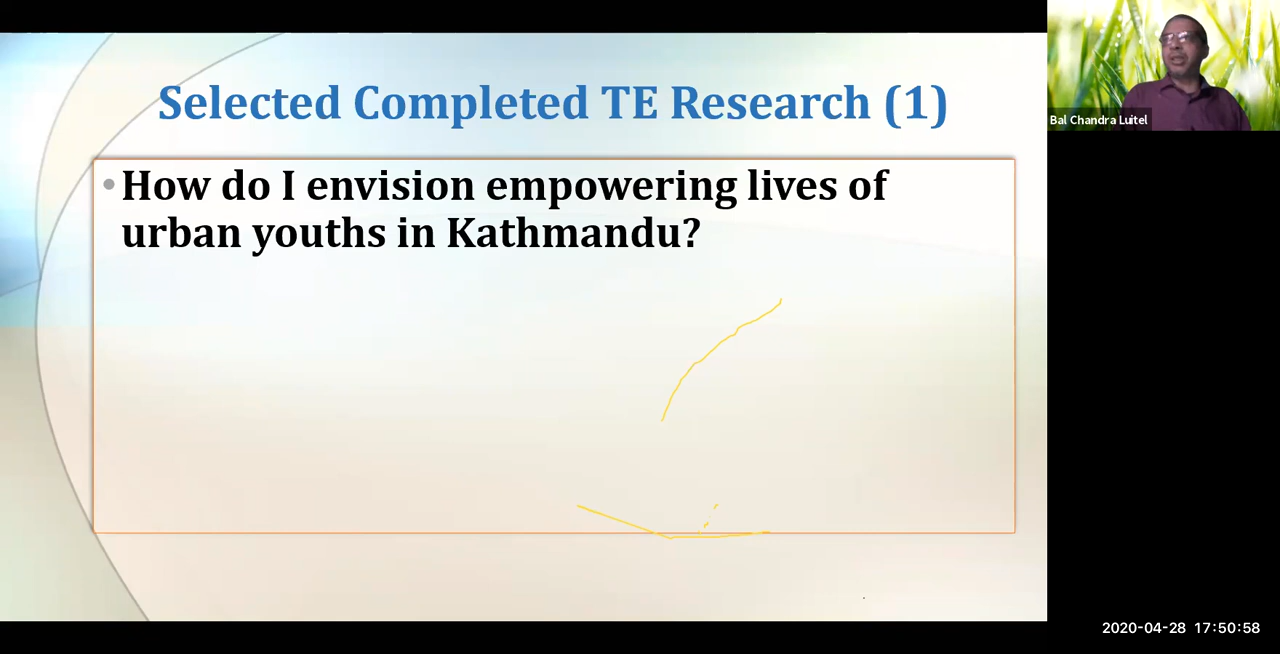 Selected Completed TE Research (1)
• How do I envision empowering lives of
urban youths in Kathmandu?
Bal Chandra Luitel
2020-04-28 17:50:58